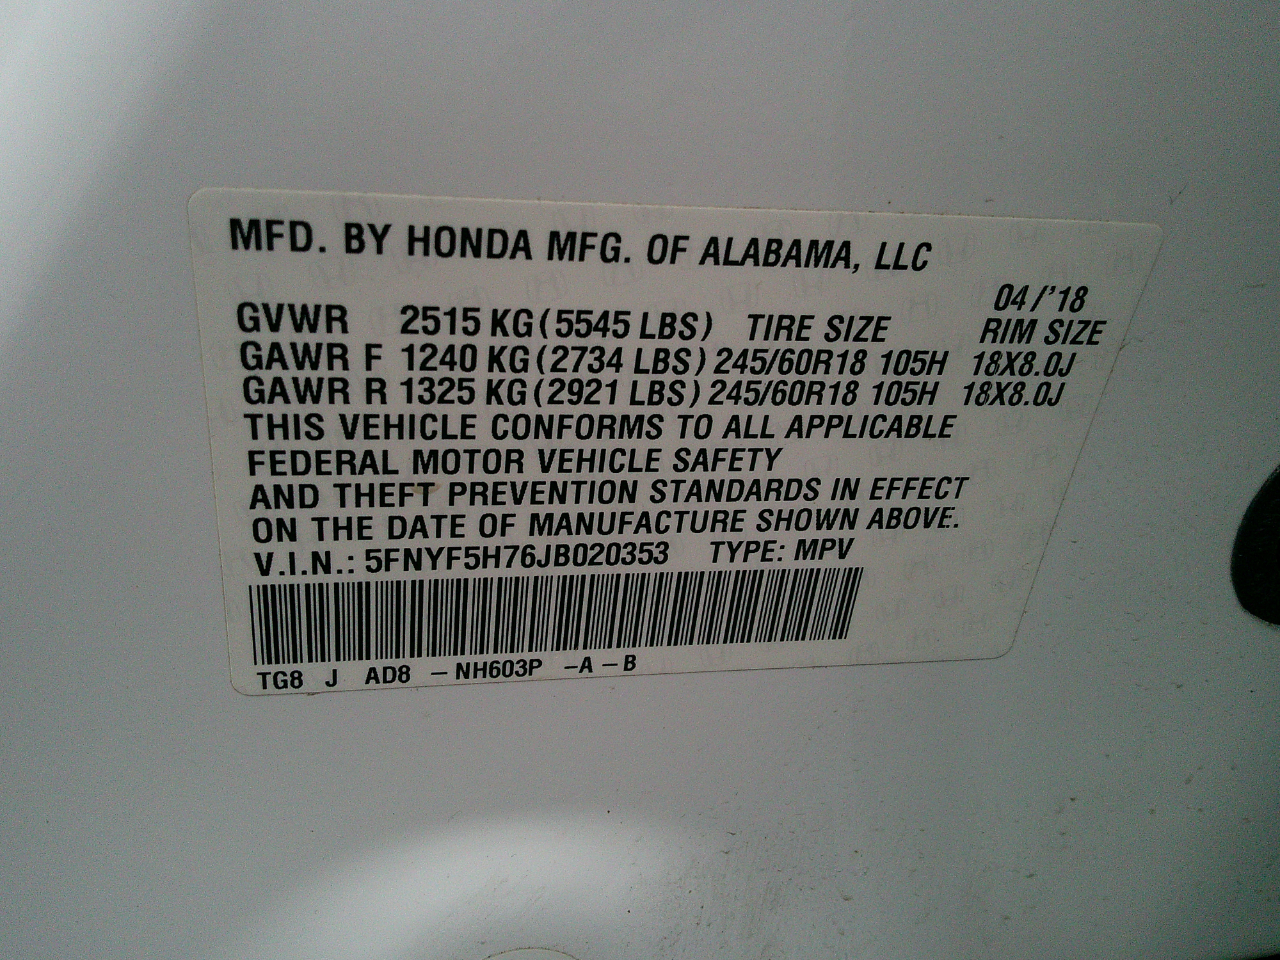 MFD. BY HONDA MFG. OF ALABAMA, LLC
04/'18
GVWR 2515 KG (5545 LBS) TIRE SIZE RIM SIZE
GAWR F 1240 KG (2734 LBS) 245/60R18 105H 18X8.0J
GAWR R 1325 KG (2921 LBS) 245/60R18 105H 18X8.0J
THIS VEHICLE CONFORMS TO ALL APPLICABLE
FEDERAL MOTOR VEHICLE SAFETY
AND THEFT PREVENTION STANDARDS IN EFFECT
ON THE DATE OF MANUFACTURE SHOWN ABOVE.
V.I.N.: 5FNYF5H76JB020353 TYPE: MPV
TG8 J AD8 – NH603P –A – B